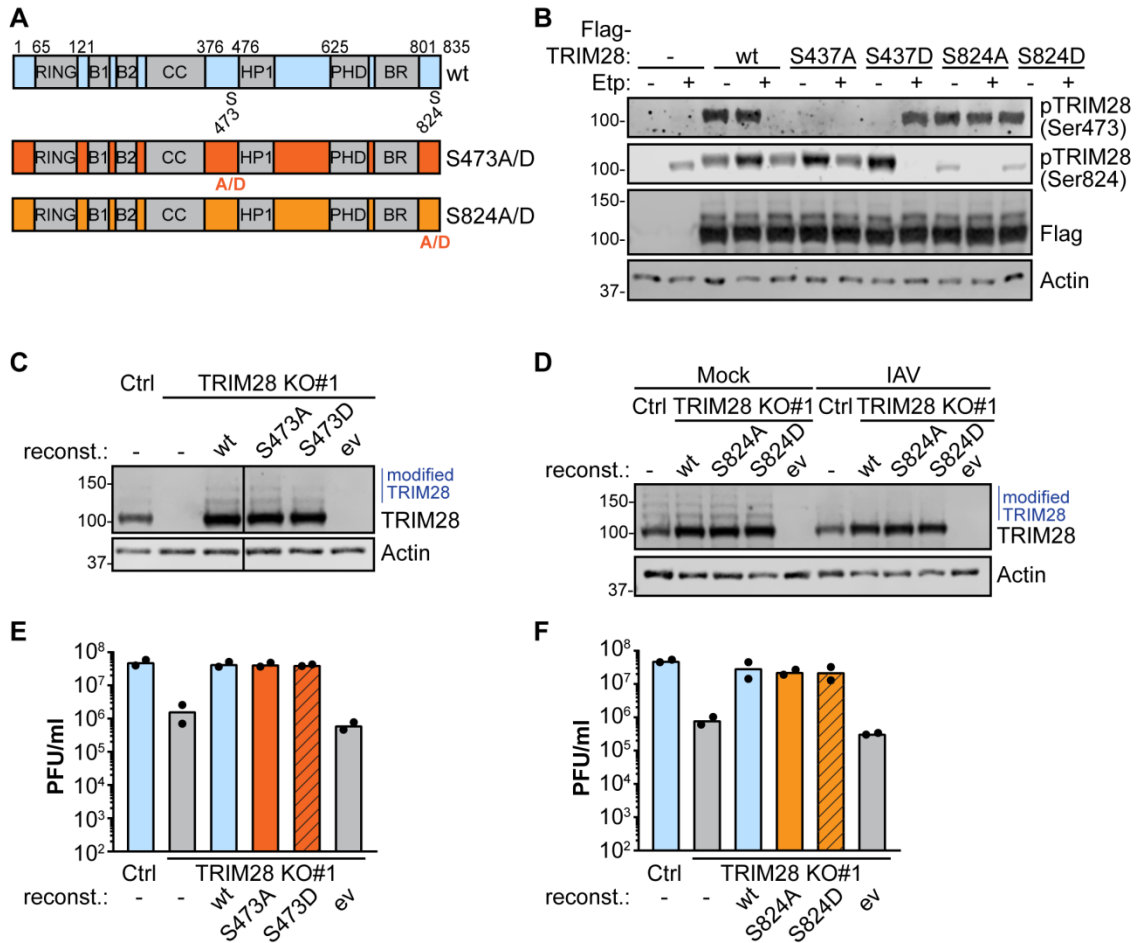 A
1 65 121 376 476 625 801 835
RING B1 B2 CC HP1 PHD BR wt
S 473 S 824
RING B1 B2 CC HP1 PHD BR S473A/D
A/D
RING B1 B2 CC HP1 PHD BR S824A/D
A/D
B
Flag-
TRIM28: - wt S437A S437D S824A S824D
Etp: - + - + - + - + - + - +
100- pTRIM28
(Ser473)
100- pTRIM28
(Ser824)
150-
100- Flag
37- Actin
C
Ctrl TRIM28 KO#1
reconst.: - - wt S473A S473D ev
150- modified
TRIM28
100- TRIM28
37- Actin
D
Mock IAV
Ctrl TRIM28 KO#1 Ctrl TRIM28 KO#1
reconst.: - wt S824A S824D ev - wt S824A S824D ev
150- modified
TRIM28
100- TRIM28
37- Actin
E
PFU/ml
10^8
10^7
10^6
10^5
10^4
10^3
10^2
Ctrl TRIM28 KO#1
reconst.: - - wt S473A S473D ev
F
PFU/ml
10^8
10^7
10^6
10^5
10^4
10^3
10^2
Ctrl TRIM28 KO#1
reconst.: - - wt S824A S824D ev